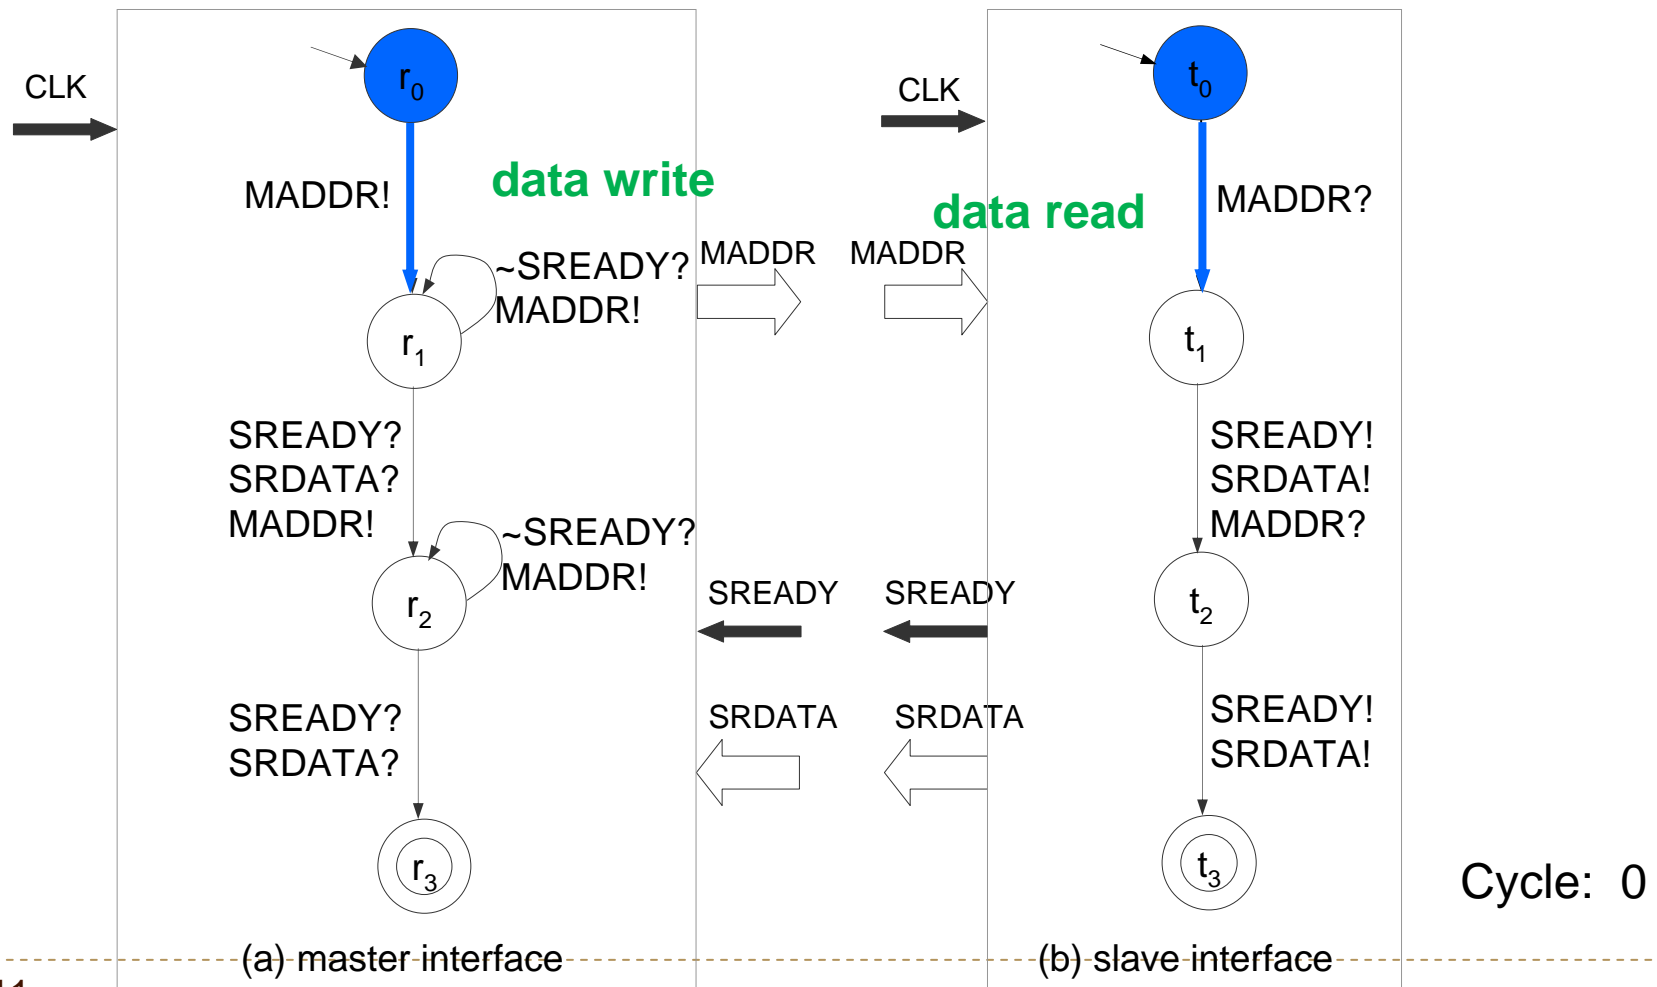 r0
t0
CLK
CLK
data write
MADDR!
MADDR?
data read
MADDR
MADDR
~SREADY?
MADDR!
r1
t1
SREADY?
SRDATA?
MADDR!
SREADY!
SRDATA!
MADDR?
~SREADY?
MADDR!
r2
t2
SREADY
SREADY
SREADY?
SRDATA?
SRDATA
SRDATA
SREADY!
SRDATA!
r3
t3
Cycle: 0
(a) master interface
(b) slave interface